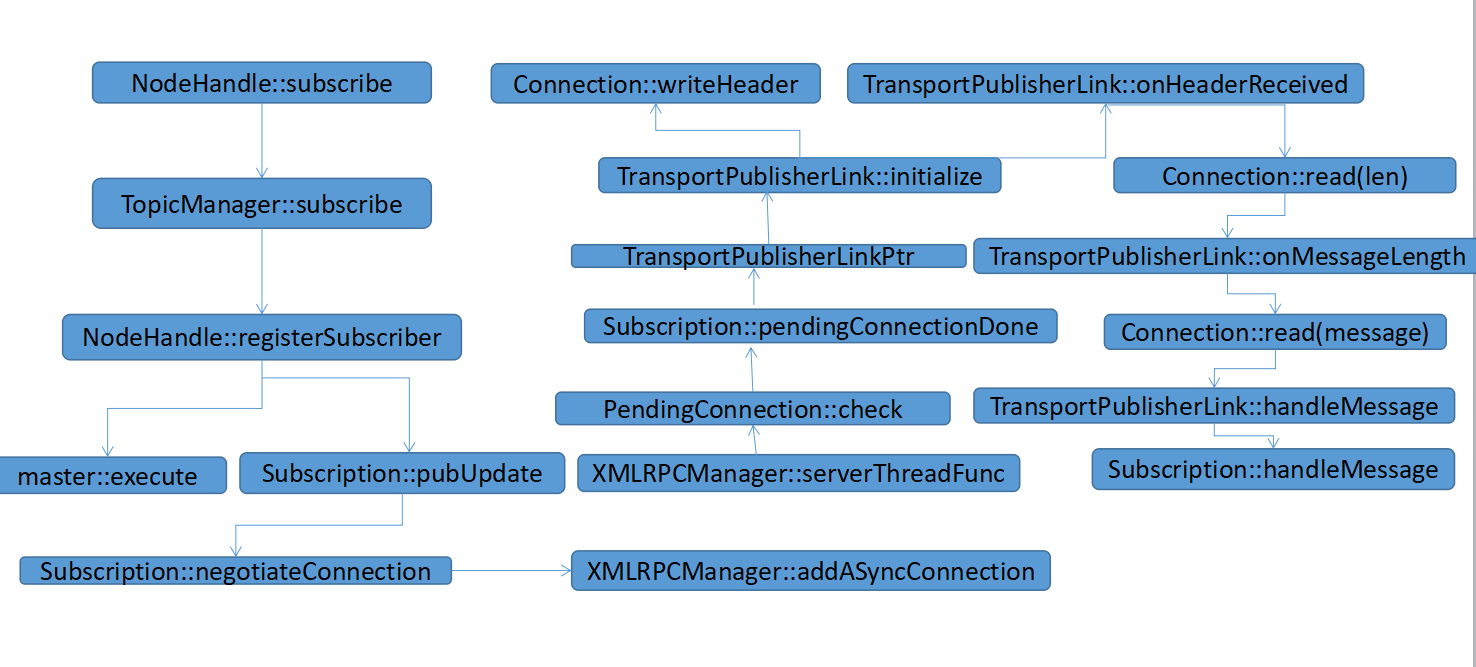 NodeHandle::subscribe
TopicManager::subscribe
NodeHandle::registerSubscriber
master::execute
Subscription::pubUpdate
Subscription::negotiateConnection
XMLRPCManager::addASyncConnection
XMLRPCManager::serverThreadFunc
PendingConnection::check
Subscription::pendingConnectionDone
TransportPublisherLinkPtr
TransportPublisherLink::initialize
Connection::writeHeader
TransportPublisherLink::onHeaderReceived
Connection::read(len)
TransportPublisherLink::onMessageLength
Connection::read(message)
TransportPublisherLink::handleMessage
Subscription::handleMessage